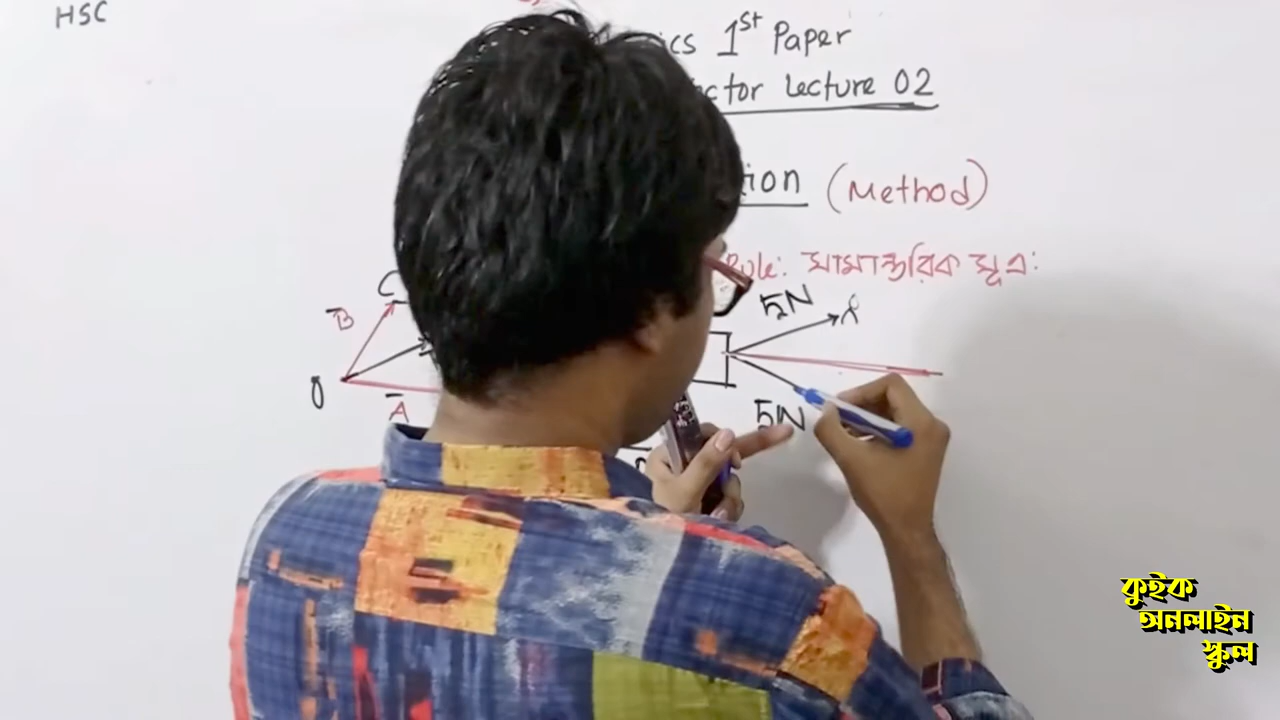 HSC
ics 1st Paper
ctor Lecture 02
tion (Method)
Rule: সামান্তরিক সূত্র:
C
B
5N
O
A
5N
কুইক
অনলাইন
স্কুল